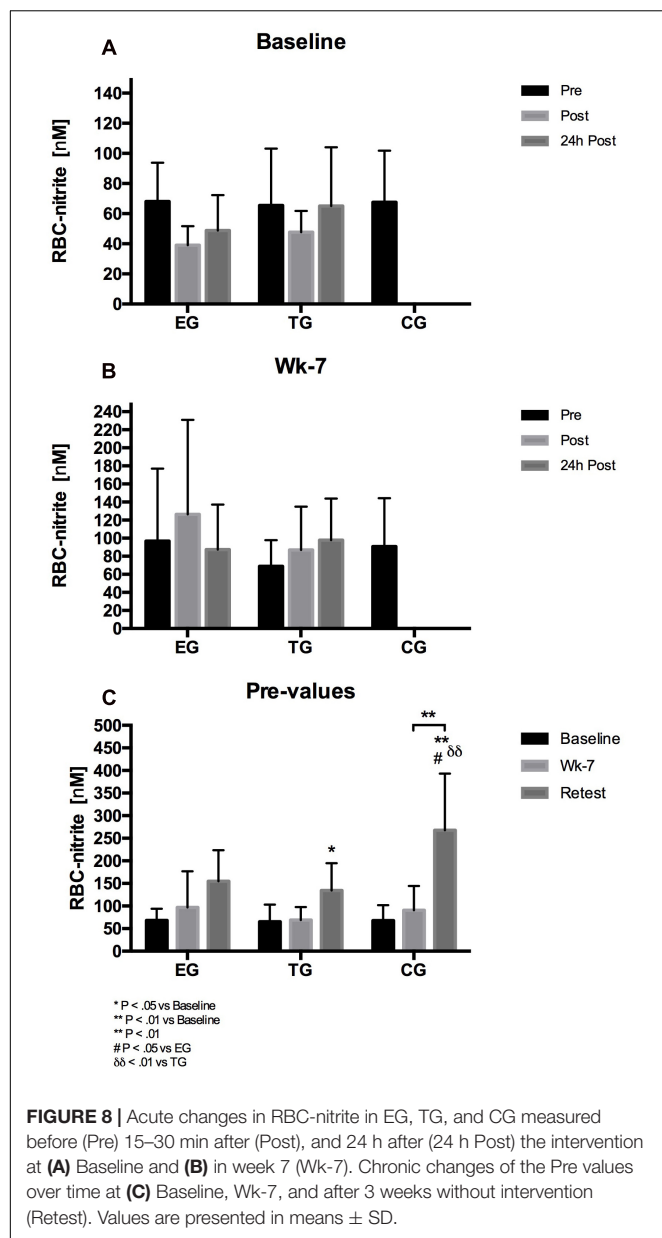 A
Baseline
RBC-nitrite [nM]
140
120
100
80
60
40
20
0
EG
TG
CG
Pre
Post
24h Post
B
Wk-7
RBC-nitrite [nM]
240
220
200
180
160
140
120
100
80
60
40
20
0
EG
TG
CG
Pre
Post
24h Post
C
Pre-values
RBC-nitrite [nM]
500
450
400
350
300
250
200
150
100
50
0
*
**
**
# δδ
EG
TG
CG
Baseline
Wk-7
Retest
* P < .05 vs Baseline
** P < .01 vs Baseline
** P < .01
# P < .05 vs EG
δδ < .01 vs TG
FIGURE 8 | Acute changes in RBC-nitrite in EG, TG, and CG measured
before (Pre) 15–30 min after (Post), and 24 h after (24 h Post) the intervention
at (A) Baseline and (B) in week 7 (Wk-7). Chronic changes of the Pre values
over time at (C) Baseline, Wk-7, and after 3 weeks without intervention
(Retest). Values are presented in means ± SD.